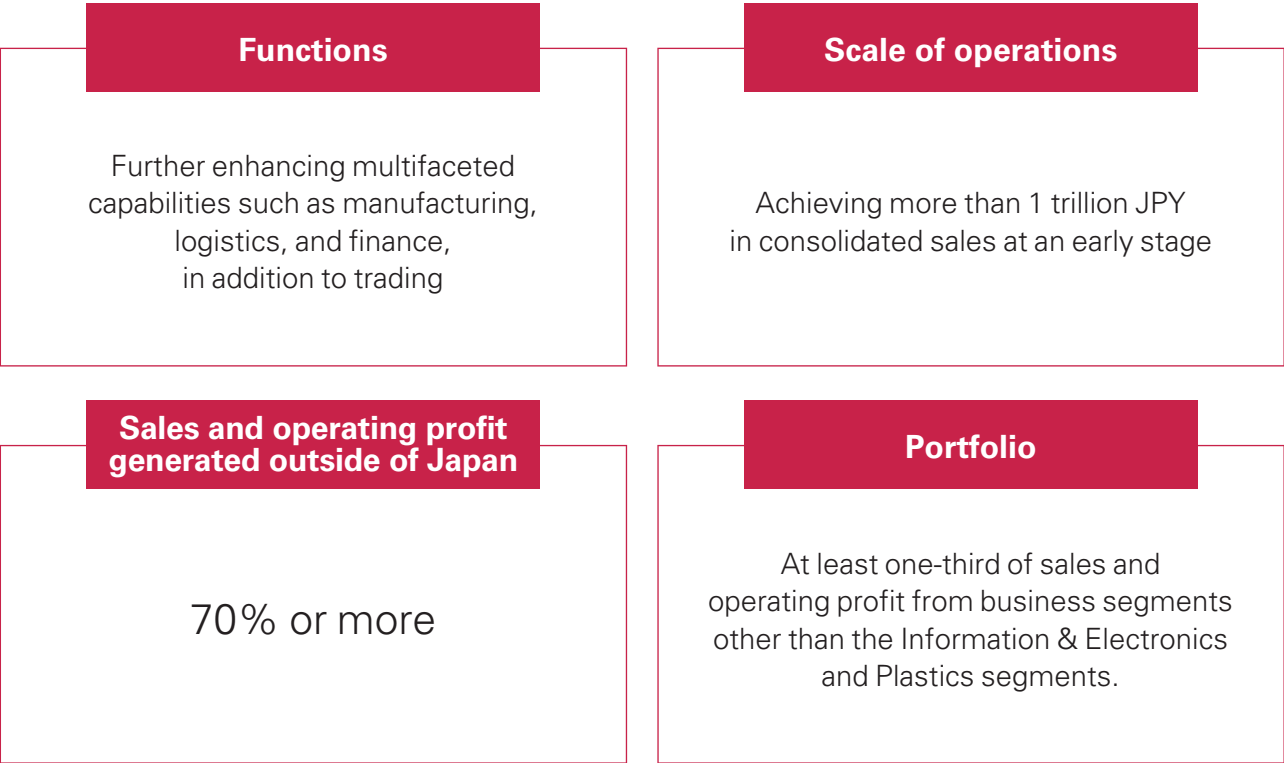 Functions
Further enhancing multifaceted
capabilities such as manufacturing,
logistics, and finance,
in addition to trading
Scale of operations
Achieving more than 1 trillion JPY
in consolidated sales at an early stage
Sales and operating profit
generated outside of Japan
70% or more
Portfolio
At least one-third of sales and
operating profit from business segments
other than the Information & Electronics
and Plastics segments.